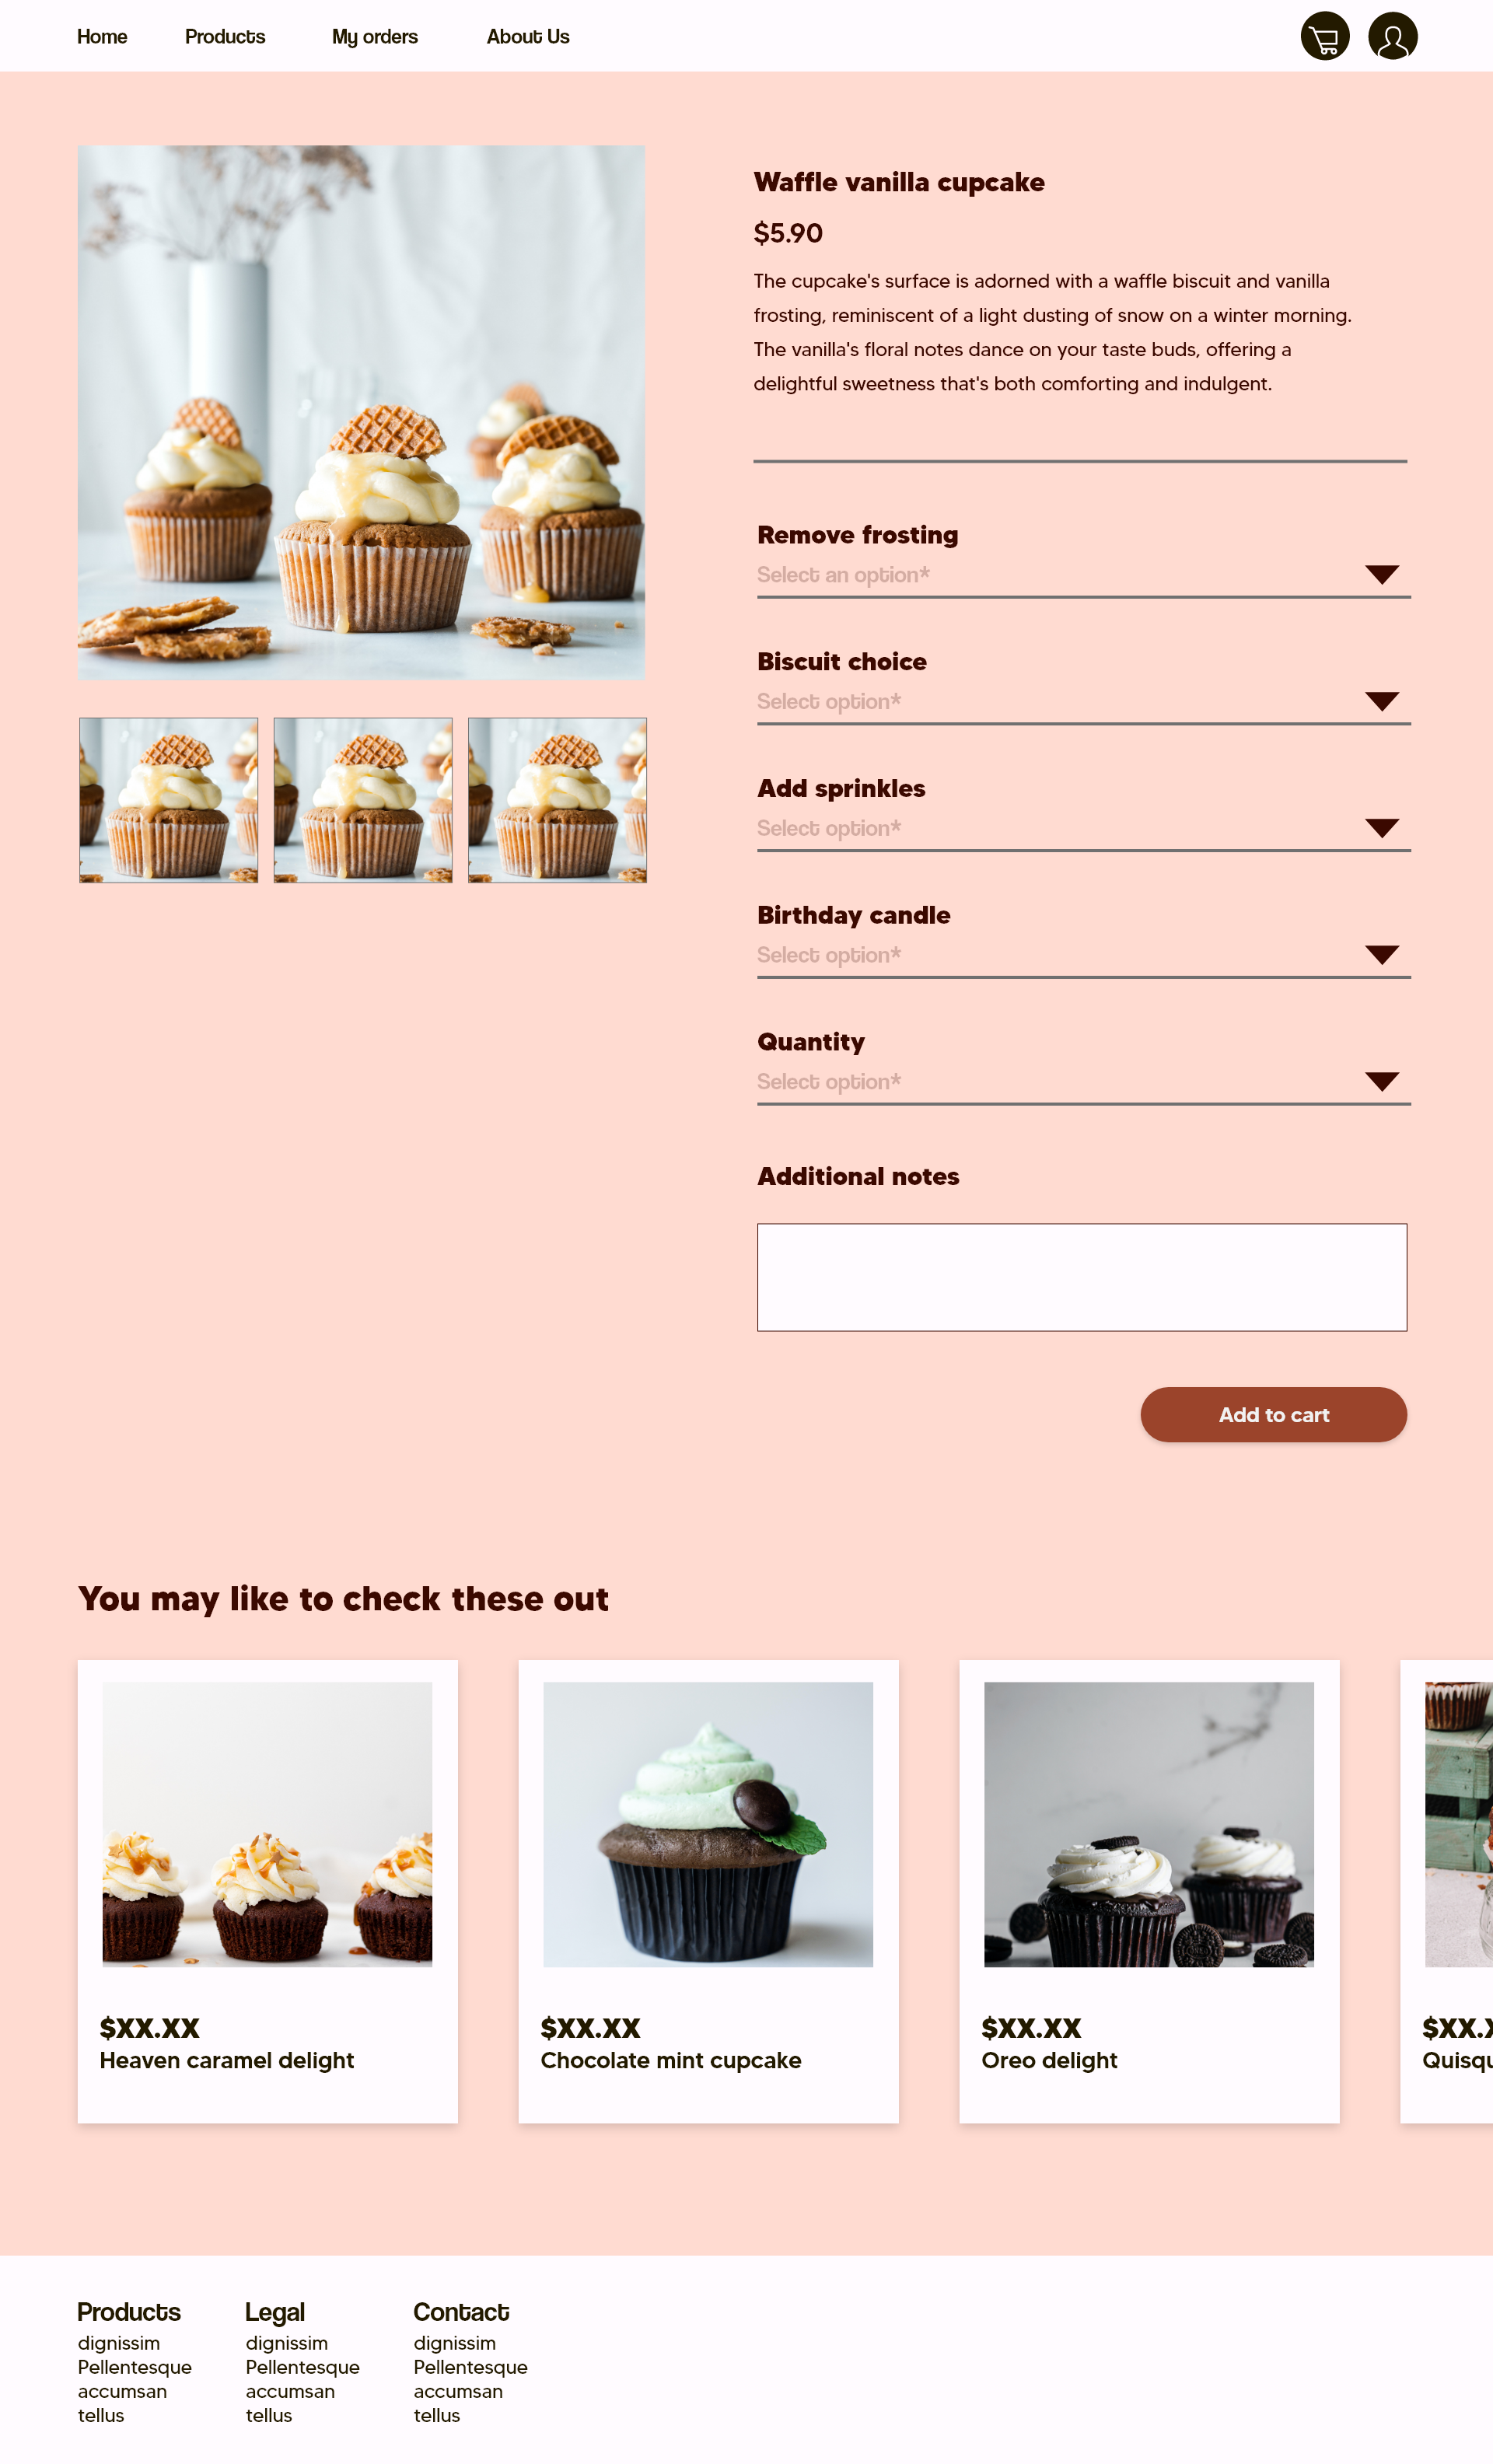 Home Products My orders About Us
Waffle vanilla cupcake
$5.90
The cupcake's surface is adorned with a waffle biscuit and vanilla
frosting, reminiscent of a light dusting of snow on a winter morning.
The vanilla's floral notes dance on your taste buds, offering a
delightful sweetness that's both comforting and indulgent.
Remove frosting
Select an option*
Biscuit choice
Select option*
Add sprinkles
Select option*
Birthday candle
Select option*
Quantity
Select option*
Additional notes
Add to cart
You may like to check these out
$XX.XX
Heaven caramel delight
$XX.XX
Chocolate mint cupcake
$XX.XX
Oreo delight
$XX.X
Quisqu
Products
dignissim
Pellentesque
accumsan
tellus
Legal
dignissim
Pellentesque
accumsan
tellus
Contact
dignissim
Pellentesque
accumsan
tellus